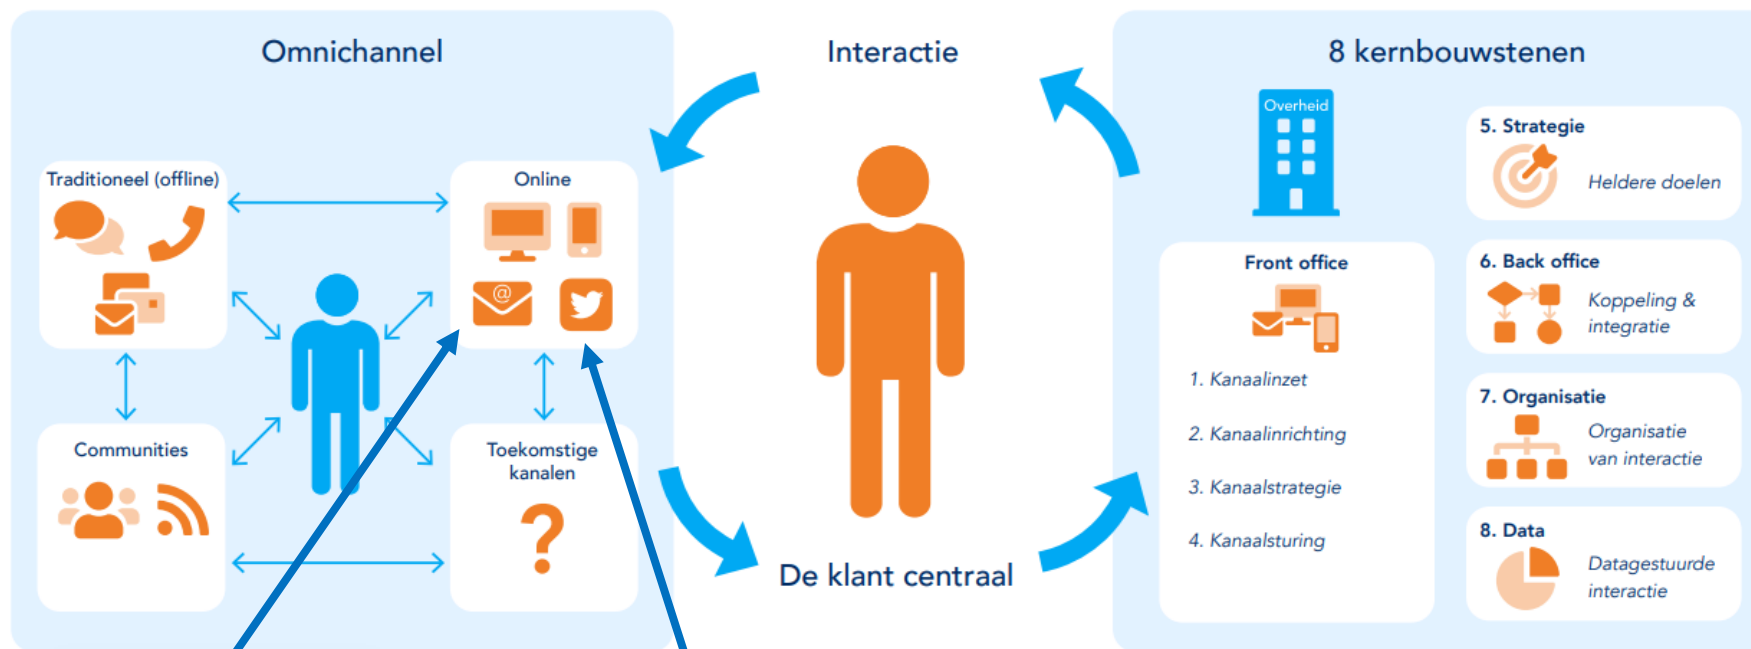 Omnichannel
Traditioneel (offline)
Online
@
Communities
Toekomstige
kanalen
Interactie
De klant centraal
8 kernbouwstenen
Overheid
Front office
1. Kanaalinzet
2. Kanaalinrichting
3. Kanaalstrategie
4. Kanaalsturing
5. Strategie
Heldere doelen
6. Back office
Koppeling &
integratie
7. Organisatie
Organisatie
van interactie
8. Data
Datagestuurde
interactie